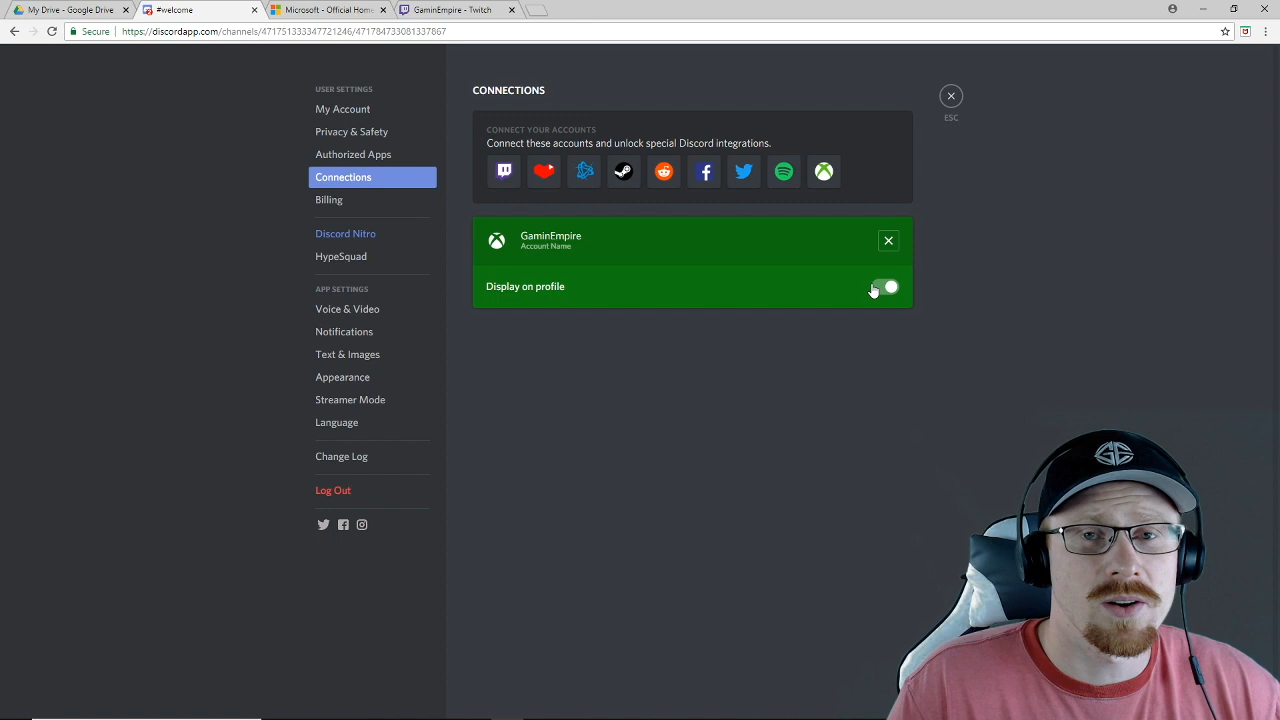 My Drive - Google Drive
#welcome
Microsoft - Official Home
GaminEmpire - Twitch
Secure
https://discordapp.com/channels/471751333347721246/471784733081337867
USER SETTINGS
My Account
Privacy & Safety
Authorized Apps
Connections
Billing
Discord Nitro
HypeSquad
APP SETTINGS
Voice & Video
Notifications
Text & Images
Appearance
Streamer Mode
Language
Change Log
Log Out
CONNECTIONS
ESC
CONNECT YOUR ACCOUNTS
Connect these accounts and unlock special Discord integrations.
GaminEmpire
Account Name
Display on profile
GE